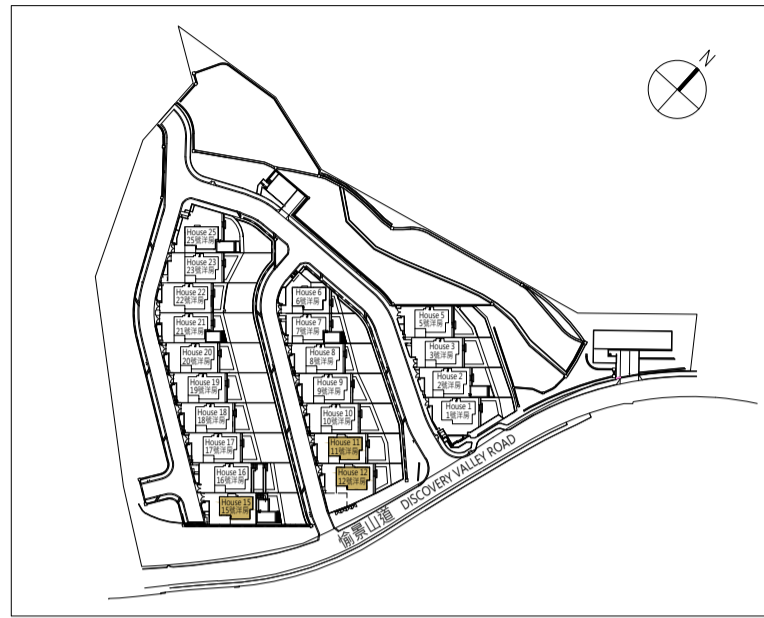 N
House 25
25號洋房
House 23
23號洋房
House 22
22號洋房
House 21
21號洋房
House 20
20號洋房
House 19
19號洋房
House 18
18號洋房
House 17
17號洋房
House 16
16號洋房
House 15
15號洋房
House 6
6號洋房
House 7
7號洋房
House 8
8號洋房
House 9
9號洋房
House 10
10號洋房
House 11
11號洋房
House 12
12號洋房
House 5
5號洋房
House 3
3號洋房
House 2
2號洋房
House 1
1號洋房
愉景山道 DISCOVERY VALLEY ROAD